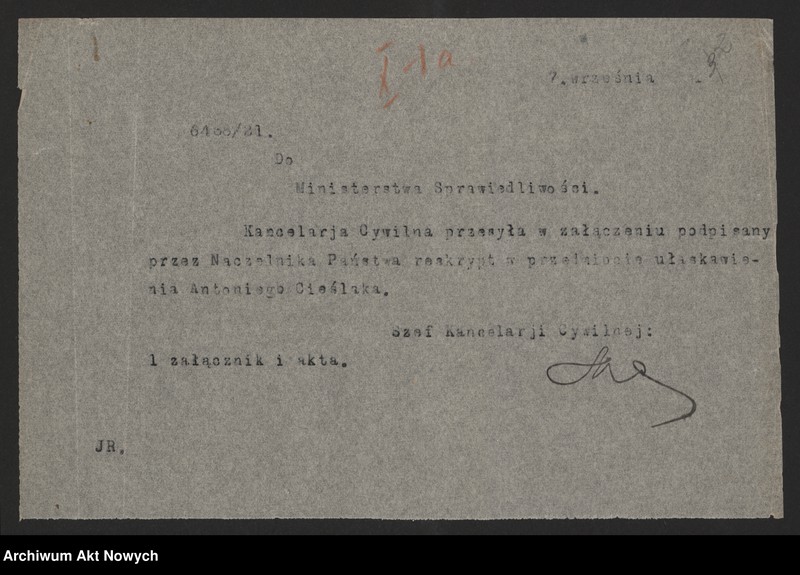 I-1a
7.września 1.
6468/21.
Do
Ministerstwa Sprawiedliwości.
Kancelarja Cywilna przesyła w załączeniu podpisany
przez Naczelnika Państwa reskrypt w przedmiocie ułaskawie-
nia Antoniego Cieślaka.
Szef Kancelarji Cywilnej:
1 załącznik i akta.
JR.
Archiwum Akt Nowych